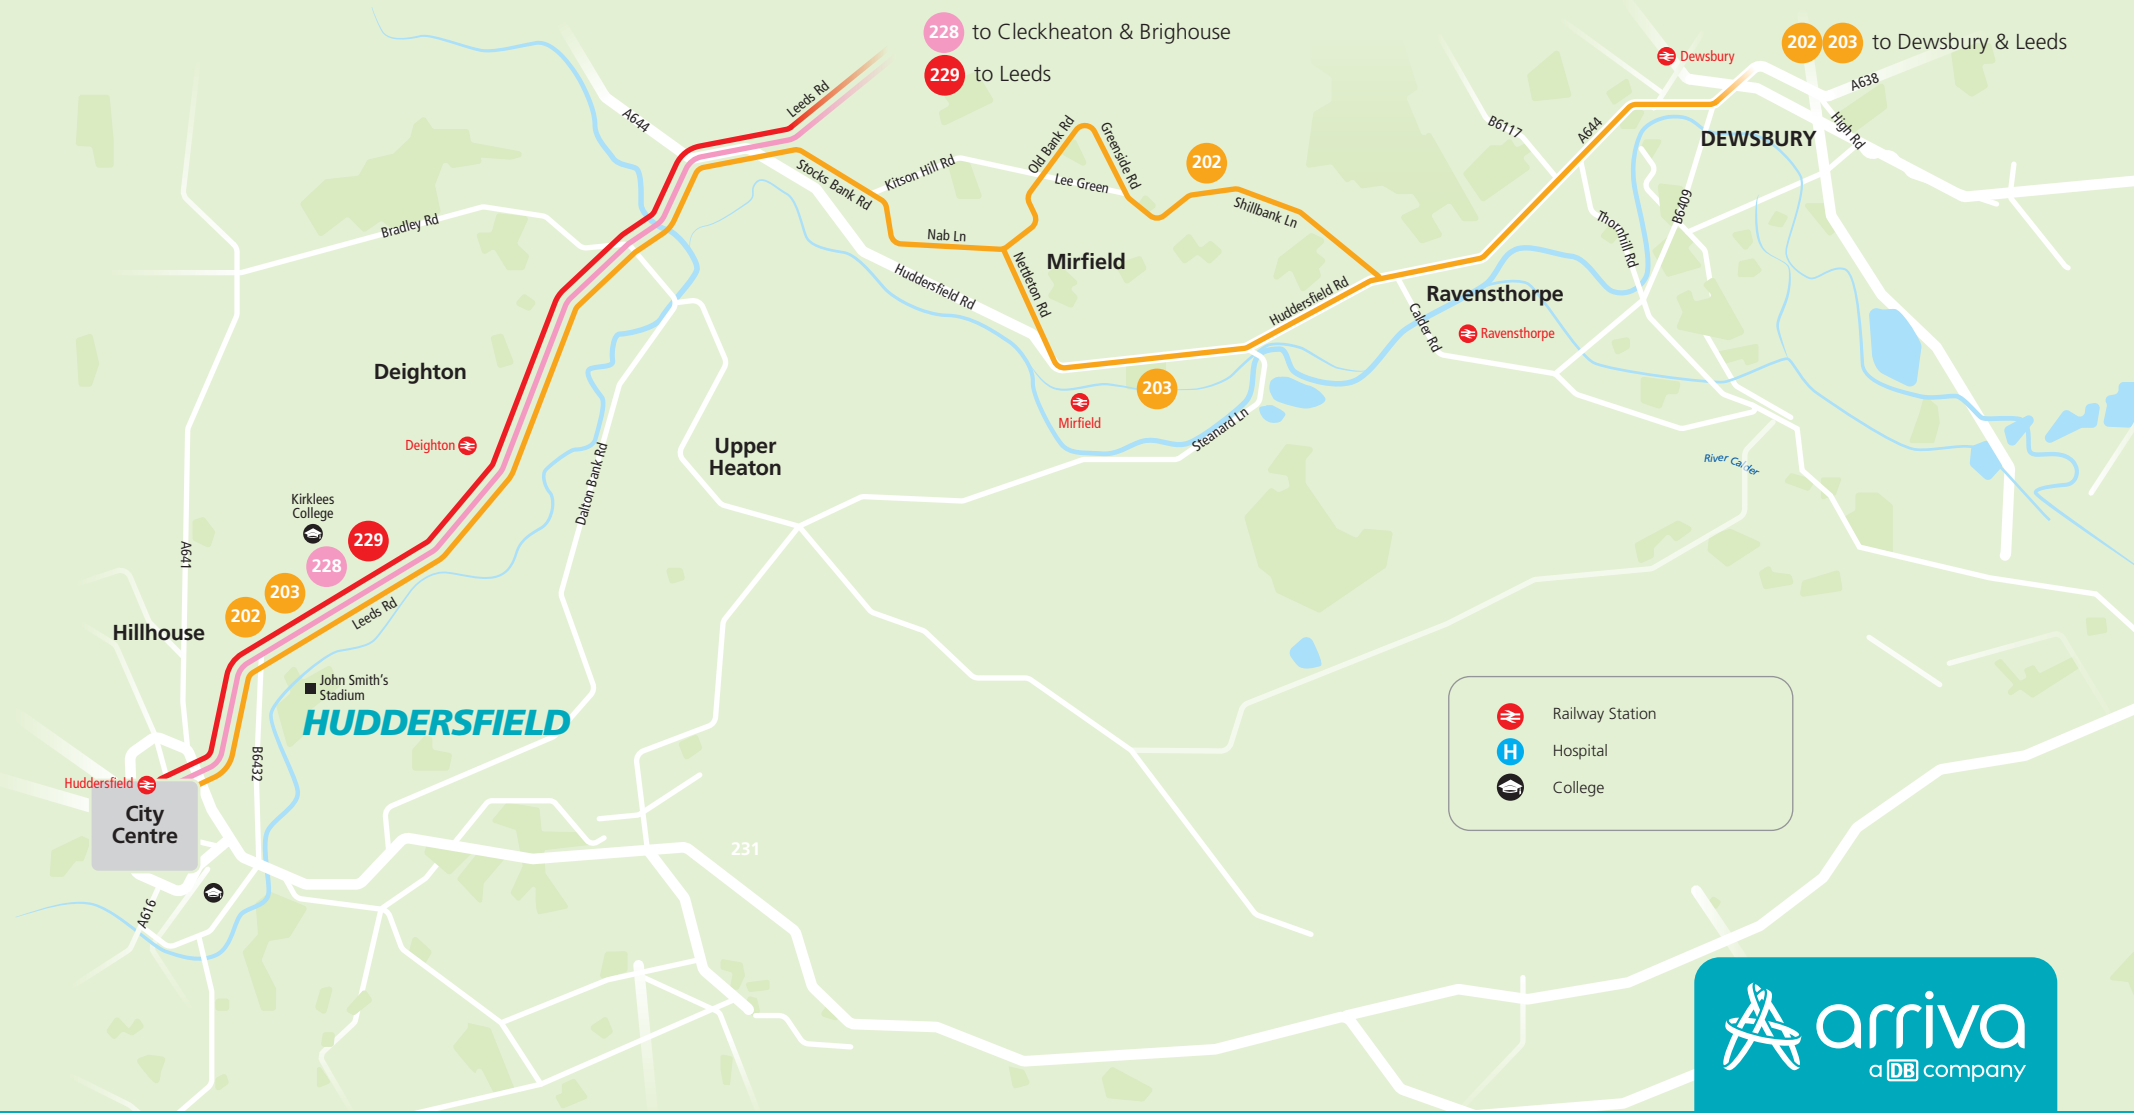 228 to Cleckheaton & Brighouse
229 to Leeds
202 203 to Dewsbury & Leeds
Dewsbury
A638
High Rd
DEWSBURY
A644
B6117
B6409
Thornhill Rd
Leeds Rd
A644
Stocks Bank Rd
Kitson Hill Rd
Old Bank Rd
Greenside Rd
Lee Green
202
Shillbank Ln
Bradley Rd
Nab Ln
Mirfield
Nettleton Rd
Huddersfield Rd
Huddersfield Rd
Ravensthorpe
Ravensthorpe
Calder Rd
203
Mirfield
Steanard Ln
River Calder
Deighton
Deighton
Upper
Heaton
Dalton Bank Rd
Kirklees
College
229
228
203
202
A641
Leeds Rd
Hillhouse
John Smith's
Stadium
HUDDERSFIELD
B6432
Huddersfield
City
Centre
A616
231
Railway Station
H Hospital
College
arriva
a DB company